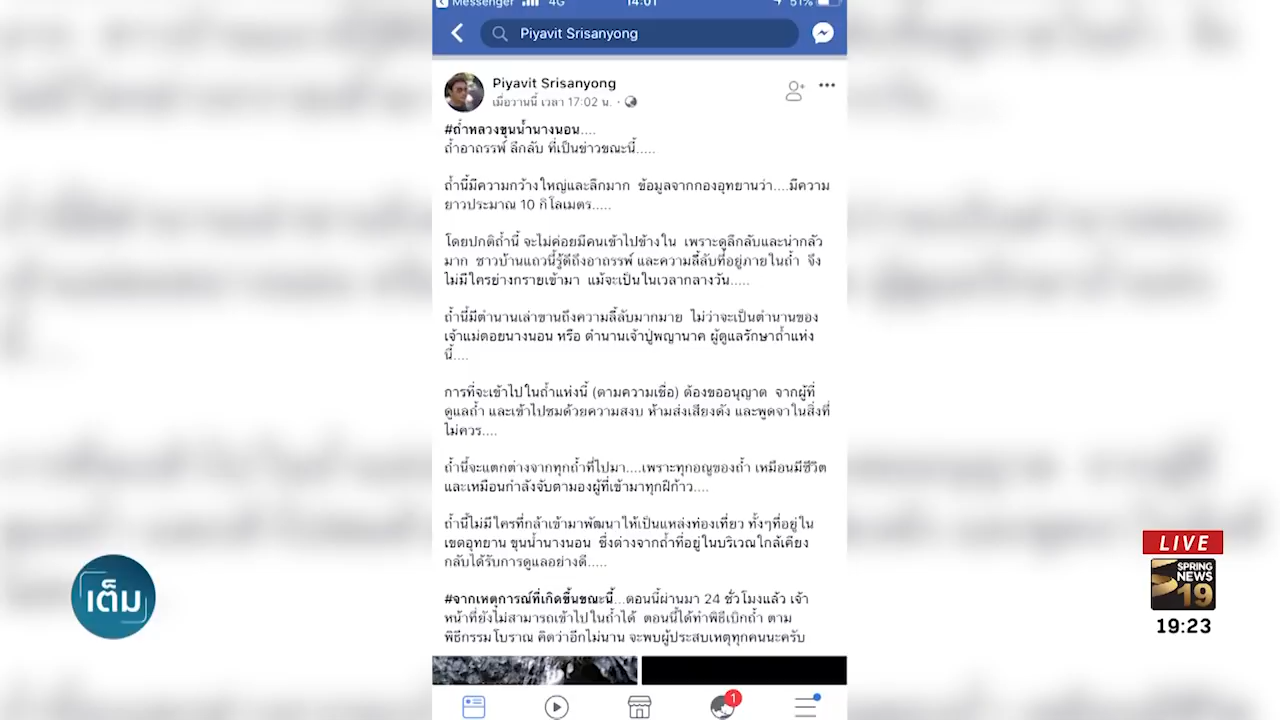 Messenger 4G 14:01 51%
Piyavit Srisanyong
Piyavit Srisanyong
เมื่อวานนี้ เวลา 17:02 น. ·
#ถ้ำหลวงขุนน้ำนางนอน....
ถ้ำอาถรรพ์ ลึกลับ ที่เป็นข่าวขณะนี้.....
ถ้ำนี้มีความกว้างใหญ่และลึกมาก ข้อมูลจากกองอุทยานว่า....มีความ
ยาวประมาณ 10 กิโลเมตร.....
โดยปกติถ้ำนี้ จะไม่ค่อยมีคนเข้าไปข้างใน เพราะดูลึกลับและน่ากลัว
มาก ชาวบ้านแถวนี้รู้ดีถึงอาถรรพ์ และความลี้ลับที่อยู่ภายในถ้ำ จึง
ไม่มีใครย่างกรายเข้ามา แม้จะเป็นในเวลากลางวัน.....
ถ้ำนี้มีตำนานเล่าขานถึงความลี้ลับมากมาย ไม่ว่าจะเป็นตำนานของ
เจ้าแม่ดอยนางนอน หรือ ตำนานเจ้าปู่พญานาค ผู้ดูแลรักษาถ้ำแห่ง
นี้....
การที่จะเข้าไปในถ้ำแห่งนี้ (ตามความเชื่อ) ต้องขออนุญาต จากผู้ที่
ดูแลถ้ำ และเข้าไปชมด้วยความสงบ ห้ามส่งเสียงดัง และพูดจาในสิ่งที่
ไม่ควร....
ถ้ำนี้จะแตกต่างจากทุกถ้ำที่ไปมา....เพราะทุกอณูของถ้ำ เหมือนมีชีวิต
และเหมือนกำลังจับตามองผู้ที่เข้ามาทุกฝีก้าว....
ถ้ำนี้ไม่มีใครที่กล้าเข้ามาพัฒนาให้เป็นแหล่งท่องเที่ยว ทั้งๆที่อยู่ใน
เขตอุทยาน ขุนน้ำนางนอน ซึ่งต่างจากถ้ำที่อยู่ในบริเวณใกล้เคียง
กลับได้รับการดูแลอย่างดี.....
#จากเหตุการณ์ที่เกิดขึ้นขณะนี้...ตอนนี้ผ่านมา 24 ชั่วโมงแล้ว เจ้า
หน้าที่ยังไม่สามารถเข้าไปในถ้ำได้ ตอนนี้ได้ทำพิธีเบิกถ้ำ ตาม
พิธีกรรมโบราณ คิดว่าอีกไม่นาน จะพบผู้ประสบเหตุทุกคนนะครับ
1
เต็ม
LIVE
SPRING
NEWS
19
19:23